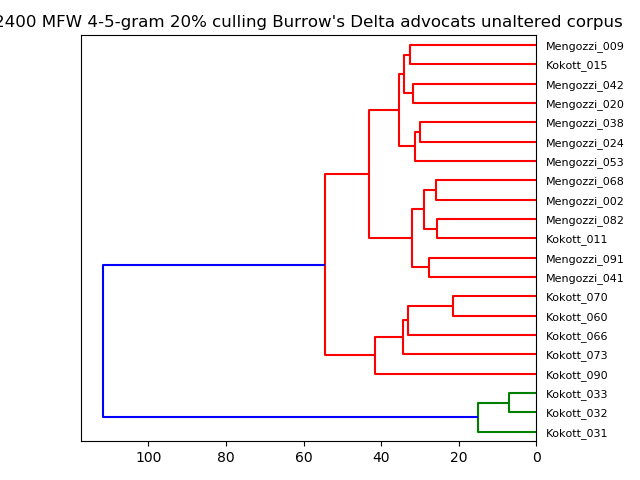 2400 MFW 4-5-gram 20% culling Burrow's Delta advocats unaltered corpus
Mengozzi_009
Kokott_015
Mengozzi_042
Mengozzi_020
Mengozzi_038
Mengozzi_024
Mengozzi_053
Mengozzi_068
Mengozzi_002
Mengozzi_082
Kokott_011
Mengozzi_091
Mengozzi_041
Kokott_070
Kokott_060
Kokott_066
Kokott_073
Kokott_090
Kokott_033
Kokott_032
Kokott_031
100 80 60 40 20 0